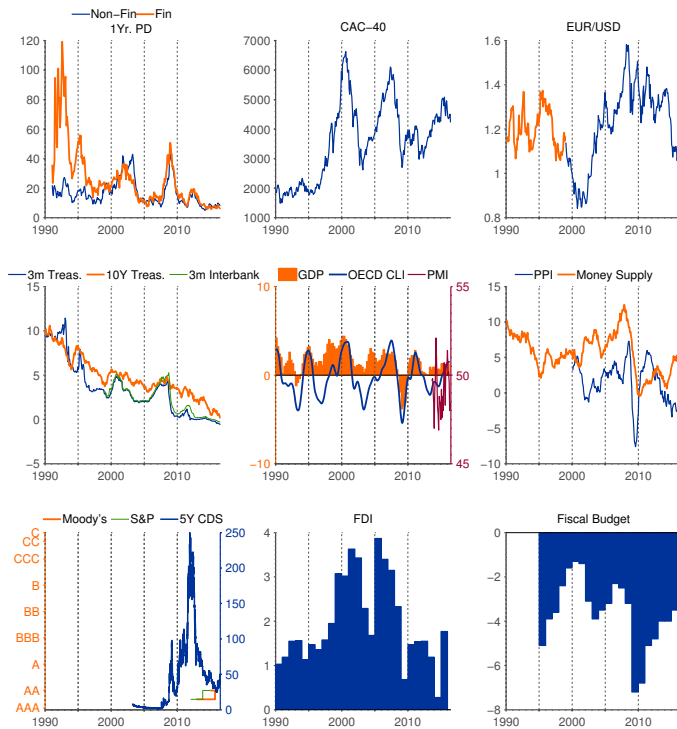 Non-Fin Fin
1Yr. PD
120
100
80
60
40
20
0
1990 2000 2010
CAC-40
7000
6000
5000
4000
3000
2000
1000
1990 2000 2010
EUR/USD
1.6
1.4
1.2
1
0.8
1990 2000 2010
3m Treas. 10Y Treas. 3m Interbank
15
10
5
0
−5
1990 2000 2010
GDP OECD CLI PMI
10
0
−10
55
50
45
1990 2000 2010
PPI Money Supply
15
10
5
0
−5
−10
1990 2000 2010
Moody's S&P 5Y CDS
C
CC
CCC
B
BB
BBB
A
AA
AAA
250
200
150
100
50
0
1990 2000 2010
FDI
4
3
2
1
0
1990 2000 2010
Fiscal Budget
0
−2
−4
−6
−8
1990 2000 2010